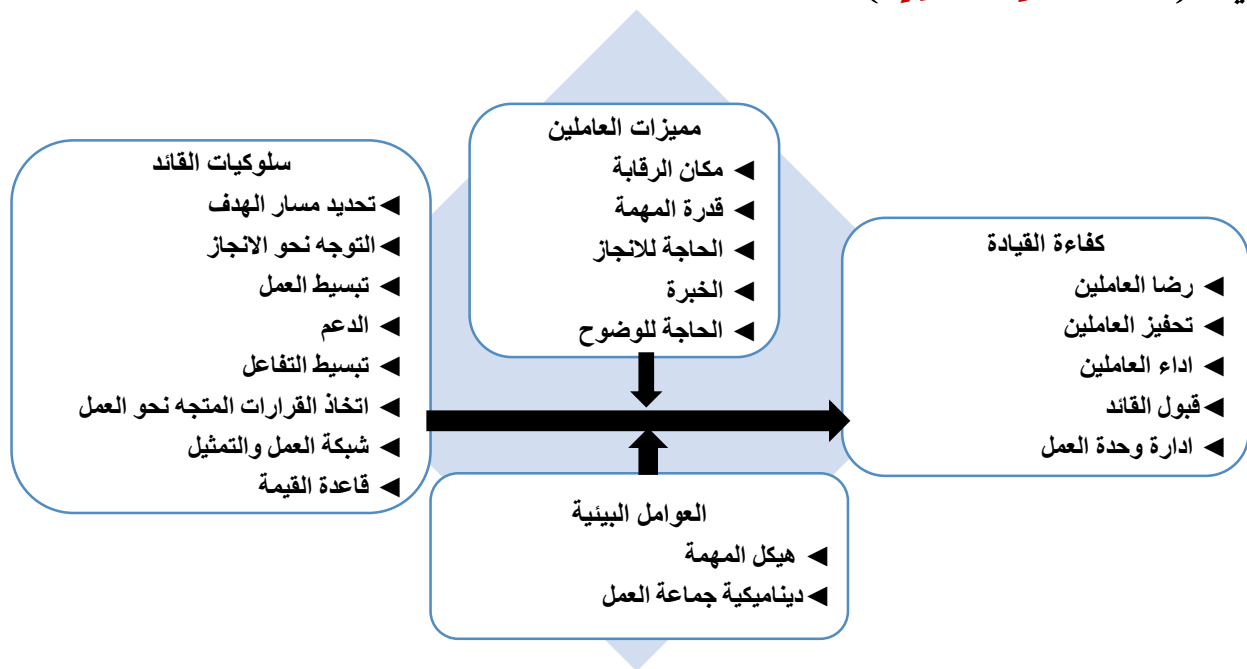 سلوكيات القائد
◄تحديد مسار الهدف
◄التوجه نحو الانجاز
◄ تبسيط العمل
◄ الدعم
◄ تبسيط التفاعل
◄ اتخاذ القرارات المتجه نحو العمل
◄ شبكة العمل والتمثيل
◄ قاعدة القيمة
مميزات العاملين
◄ مكان الرقابة
◄ قدرة المهمة
◄ الحاجة للانجاز
◄ الخبرة
◄ الحاجة للوضوح
كفاءة القيادة
◄ رضا العاملين
◄ تحفيز العاملين
◄ اداء العاملين
◄قبول القائد
◄ ادارة وحدة العمل
العوامل البيئية
◄ هيكل المهمة
◄ديناميكية جماعة العمل